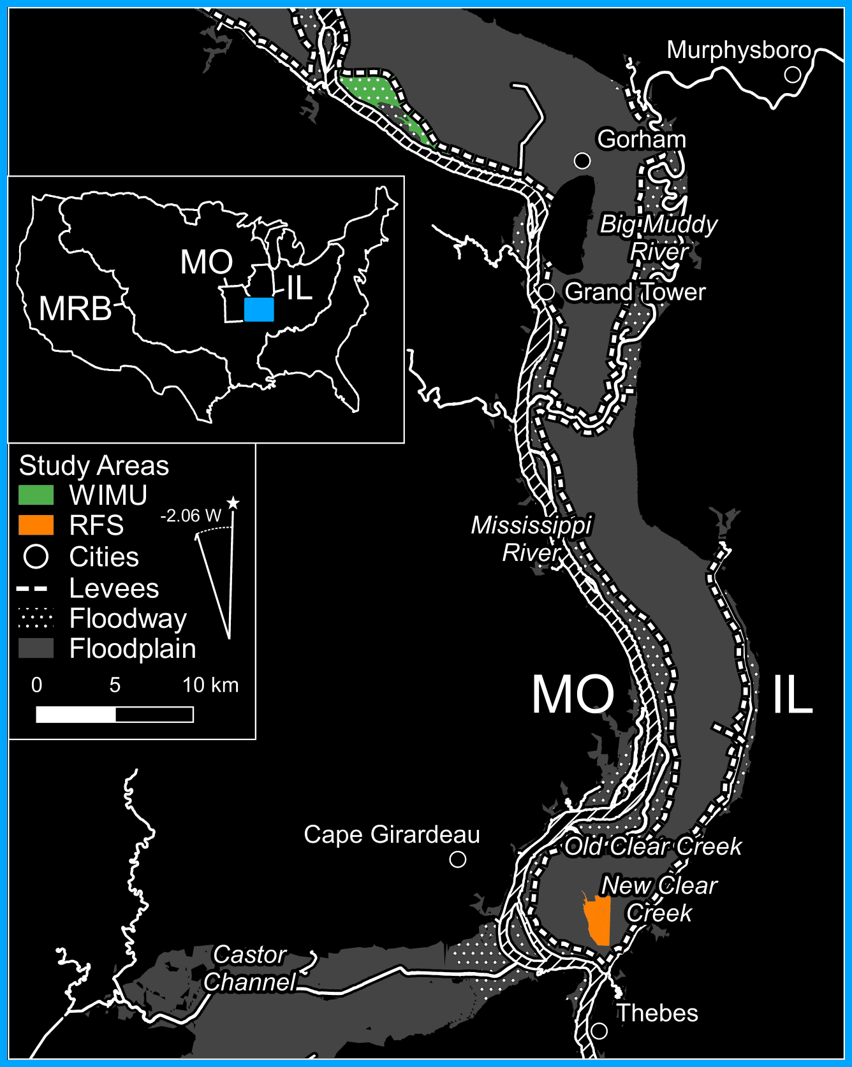 Murphysboro
Gorham
Big Muddy
River
Grand Tower
MO
IL
MRB
Study Areas
WIMU
RFS
Cities
Levees
Floodway
Floodplain
-2.06 W
0 5 10 km
Mississippi
River
MO
IL
Cape Girardeau
Old Clear Creek
New Clear
Creek
Castor
Channel
Thebes